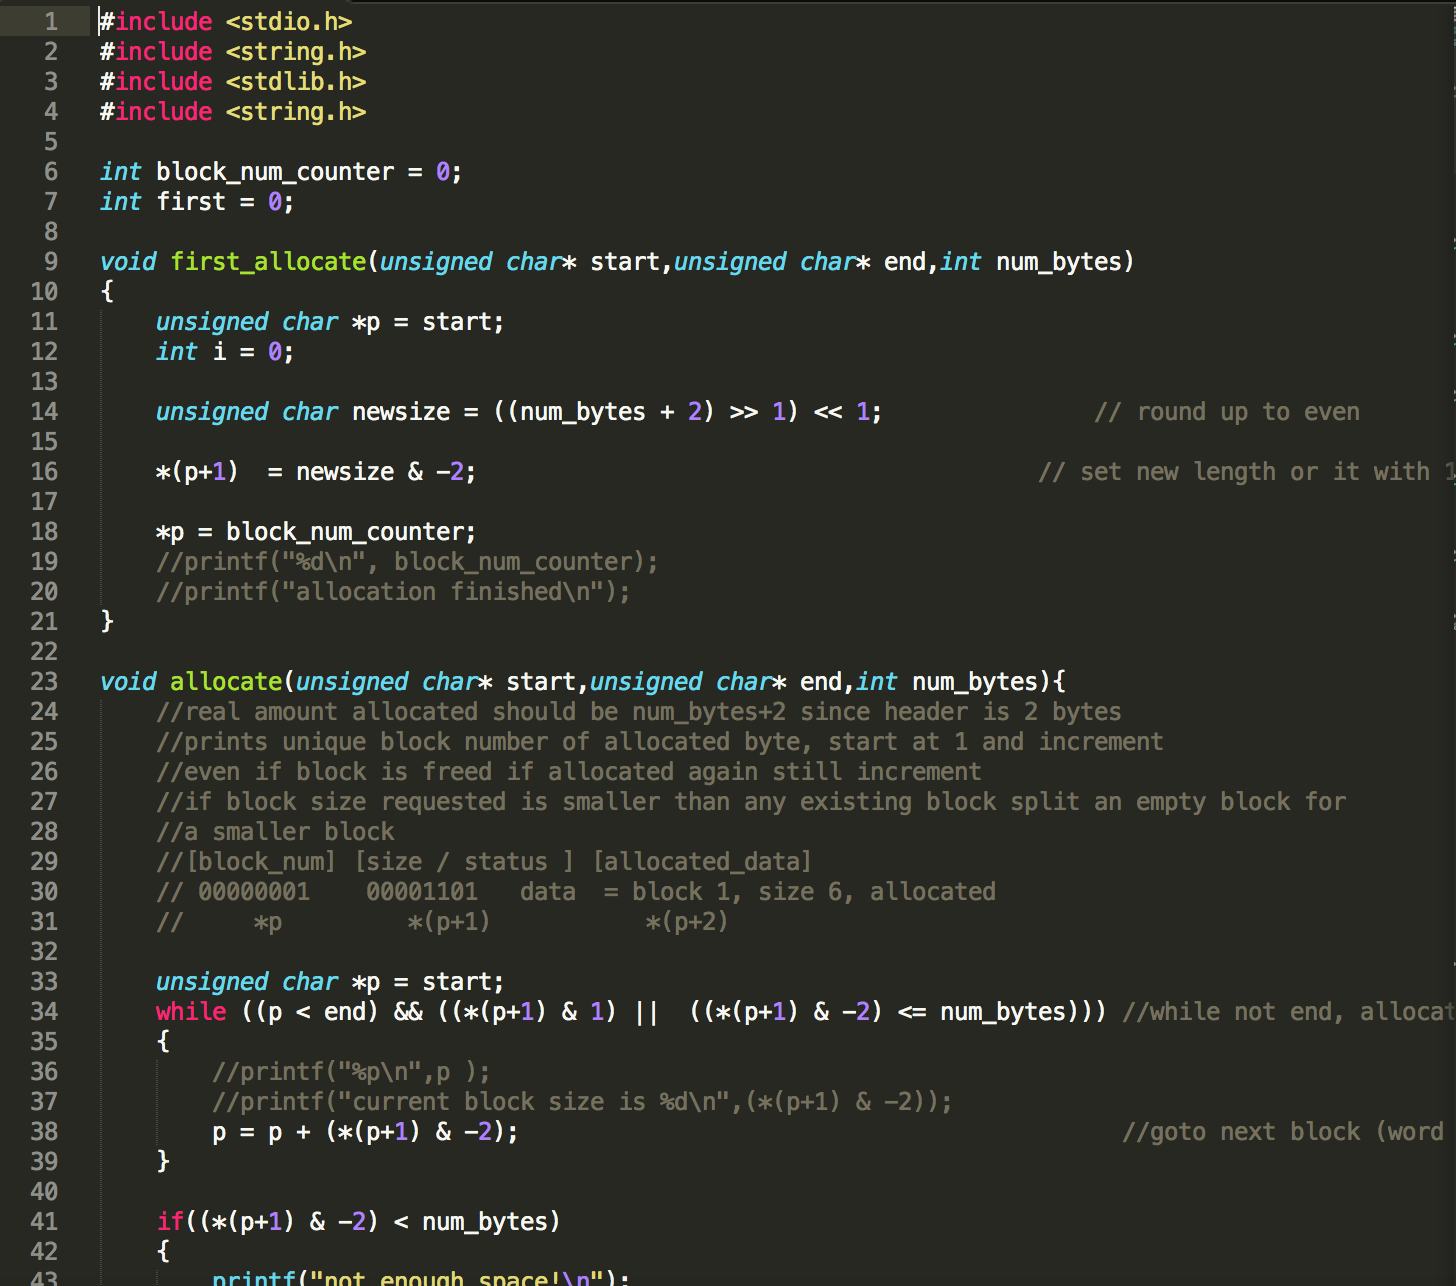 1 #include <stdio.h>
2 #include <string.h>
3 #include <stdlib.h>
4 #include <string.h>
5
6 int block_num_counter = 0;
7 int first = 0;
8
9 void first_allocate(unsigned char* start,unsigned char* end,int num_bytes)
10 {
11     unsigned char *p = start;
12     int i = 0;
13
14     unsigned char newsize = ((num_bytes + 2) >> 1) << 1;               // round up to even
15
16     *(p+1)  = newsize & -2;                                        // set new length or it with 1
17
18     *p = block_num_counter;
19     //printf("%d\n", block_num_counter);
20     //printf("allocation finished\n");
21 }
22
23 void allocate(unsigned char* start,unsigned char* end,int num_bytes){
24     //real amount allocated should be num_bytes+2 since header is 2 bytes
25     //prints unique block number of allocated byte, start at 1 and increment
26     //even if block is freed if allocated again still increment
27     //if block size requested is smaller than any existing block split an empty block for
28     //a smaller block
29     //[block_num] [size / status ] [allocated_data]
30     // 00000001    00001101   data  = block 1, size 6, allocated
31     //     *p         *(p+1)           *(p+2)
32
33     unsigned char *p = start;
34     while ((p < end) && ((*(p+1) & 1) ||  ((*(p+1) & -2) <= num_bytes))) //while not end,
35     {
36         //printf("%p\n",p );
37         //printf("current block size is %d\n",(*(p+1) & -2));
38         p = p + (*(p+1) & -2);                                           //goto next block (word
39     }
40
41     if((*(p+1) & -2) < num_bytes)
42     {
43         printf("not enough space!\n");